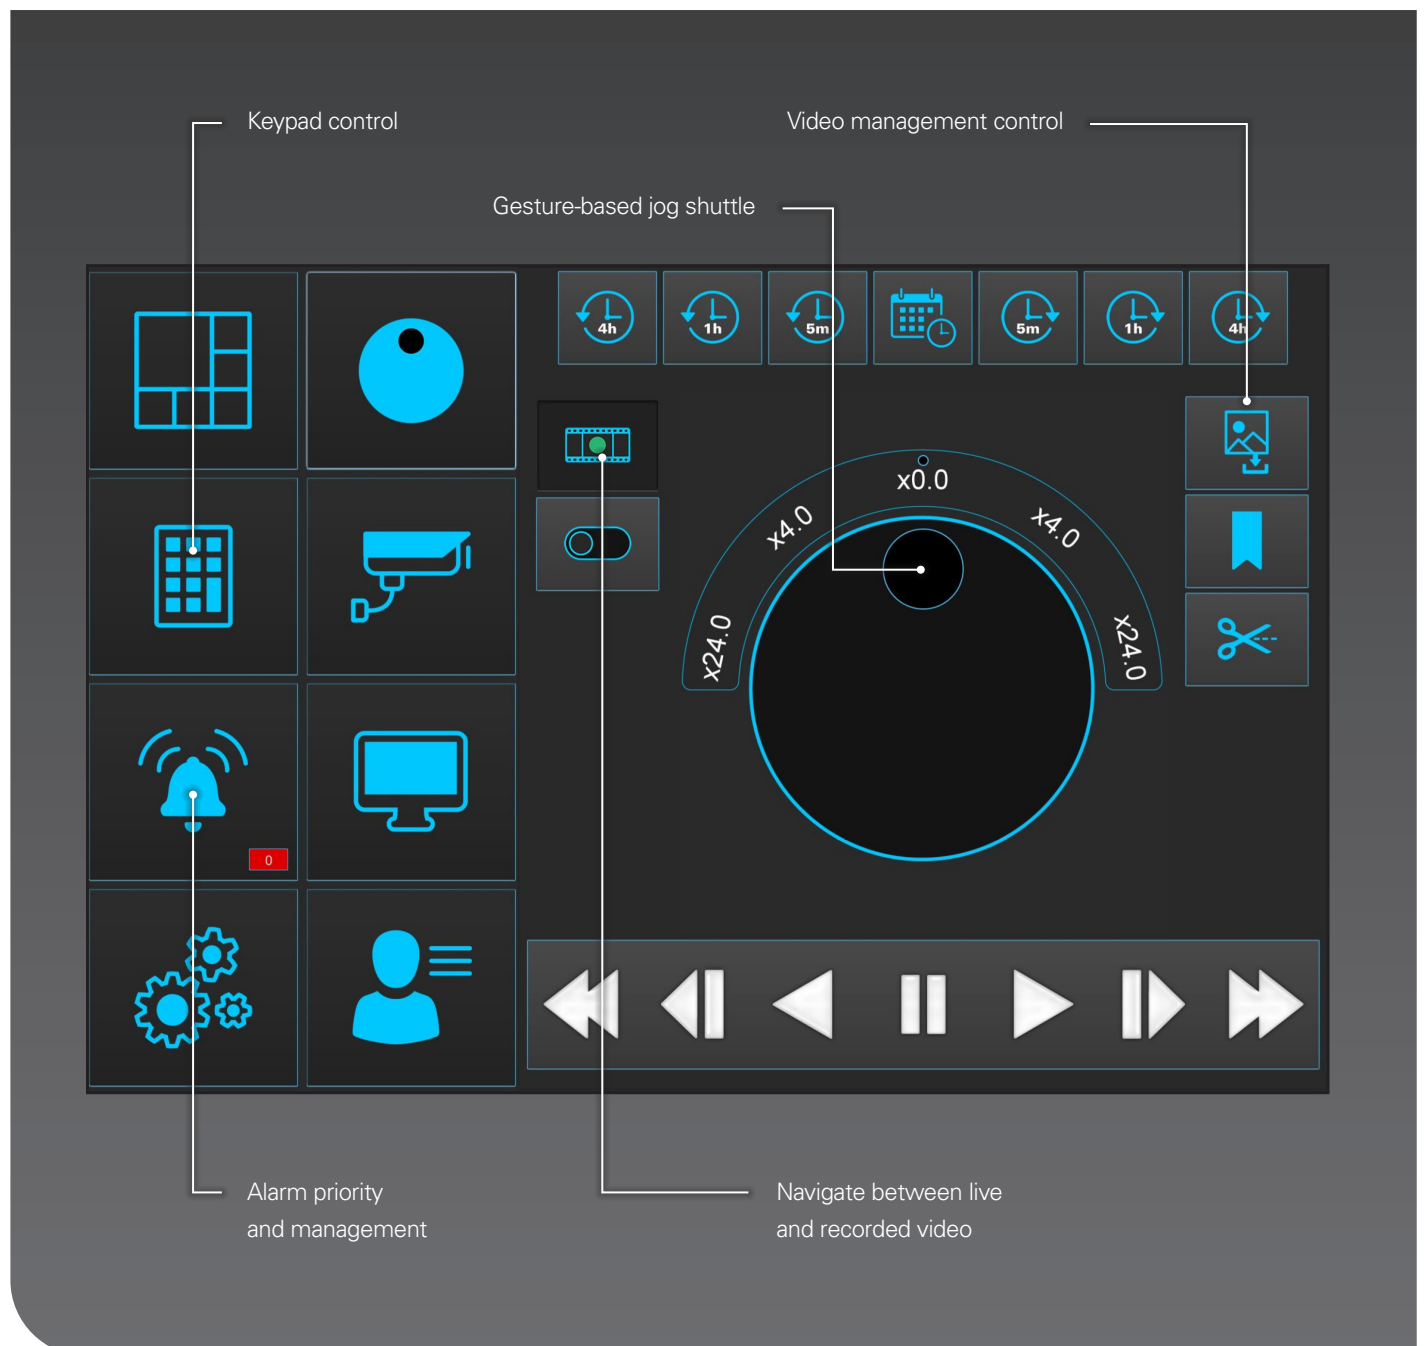 Keypad control
Video management control
Gesture-based jog shuttle
4h
1h
5m
5m
1h
4h
x0.0
x4.0
x4.0
x24.0
x24.0
0
Alarm priority
and management
Navigate between live
and recorded video